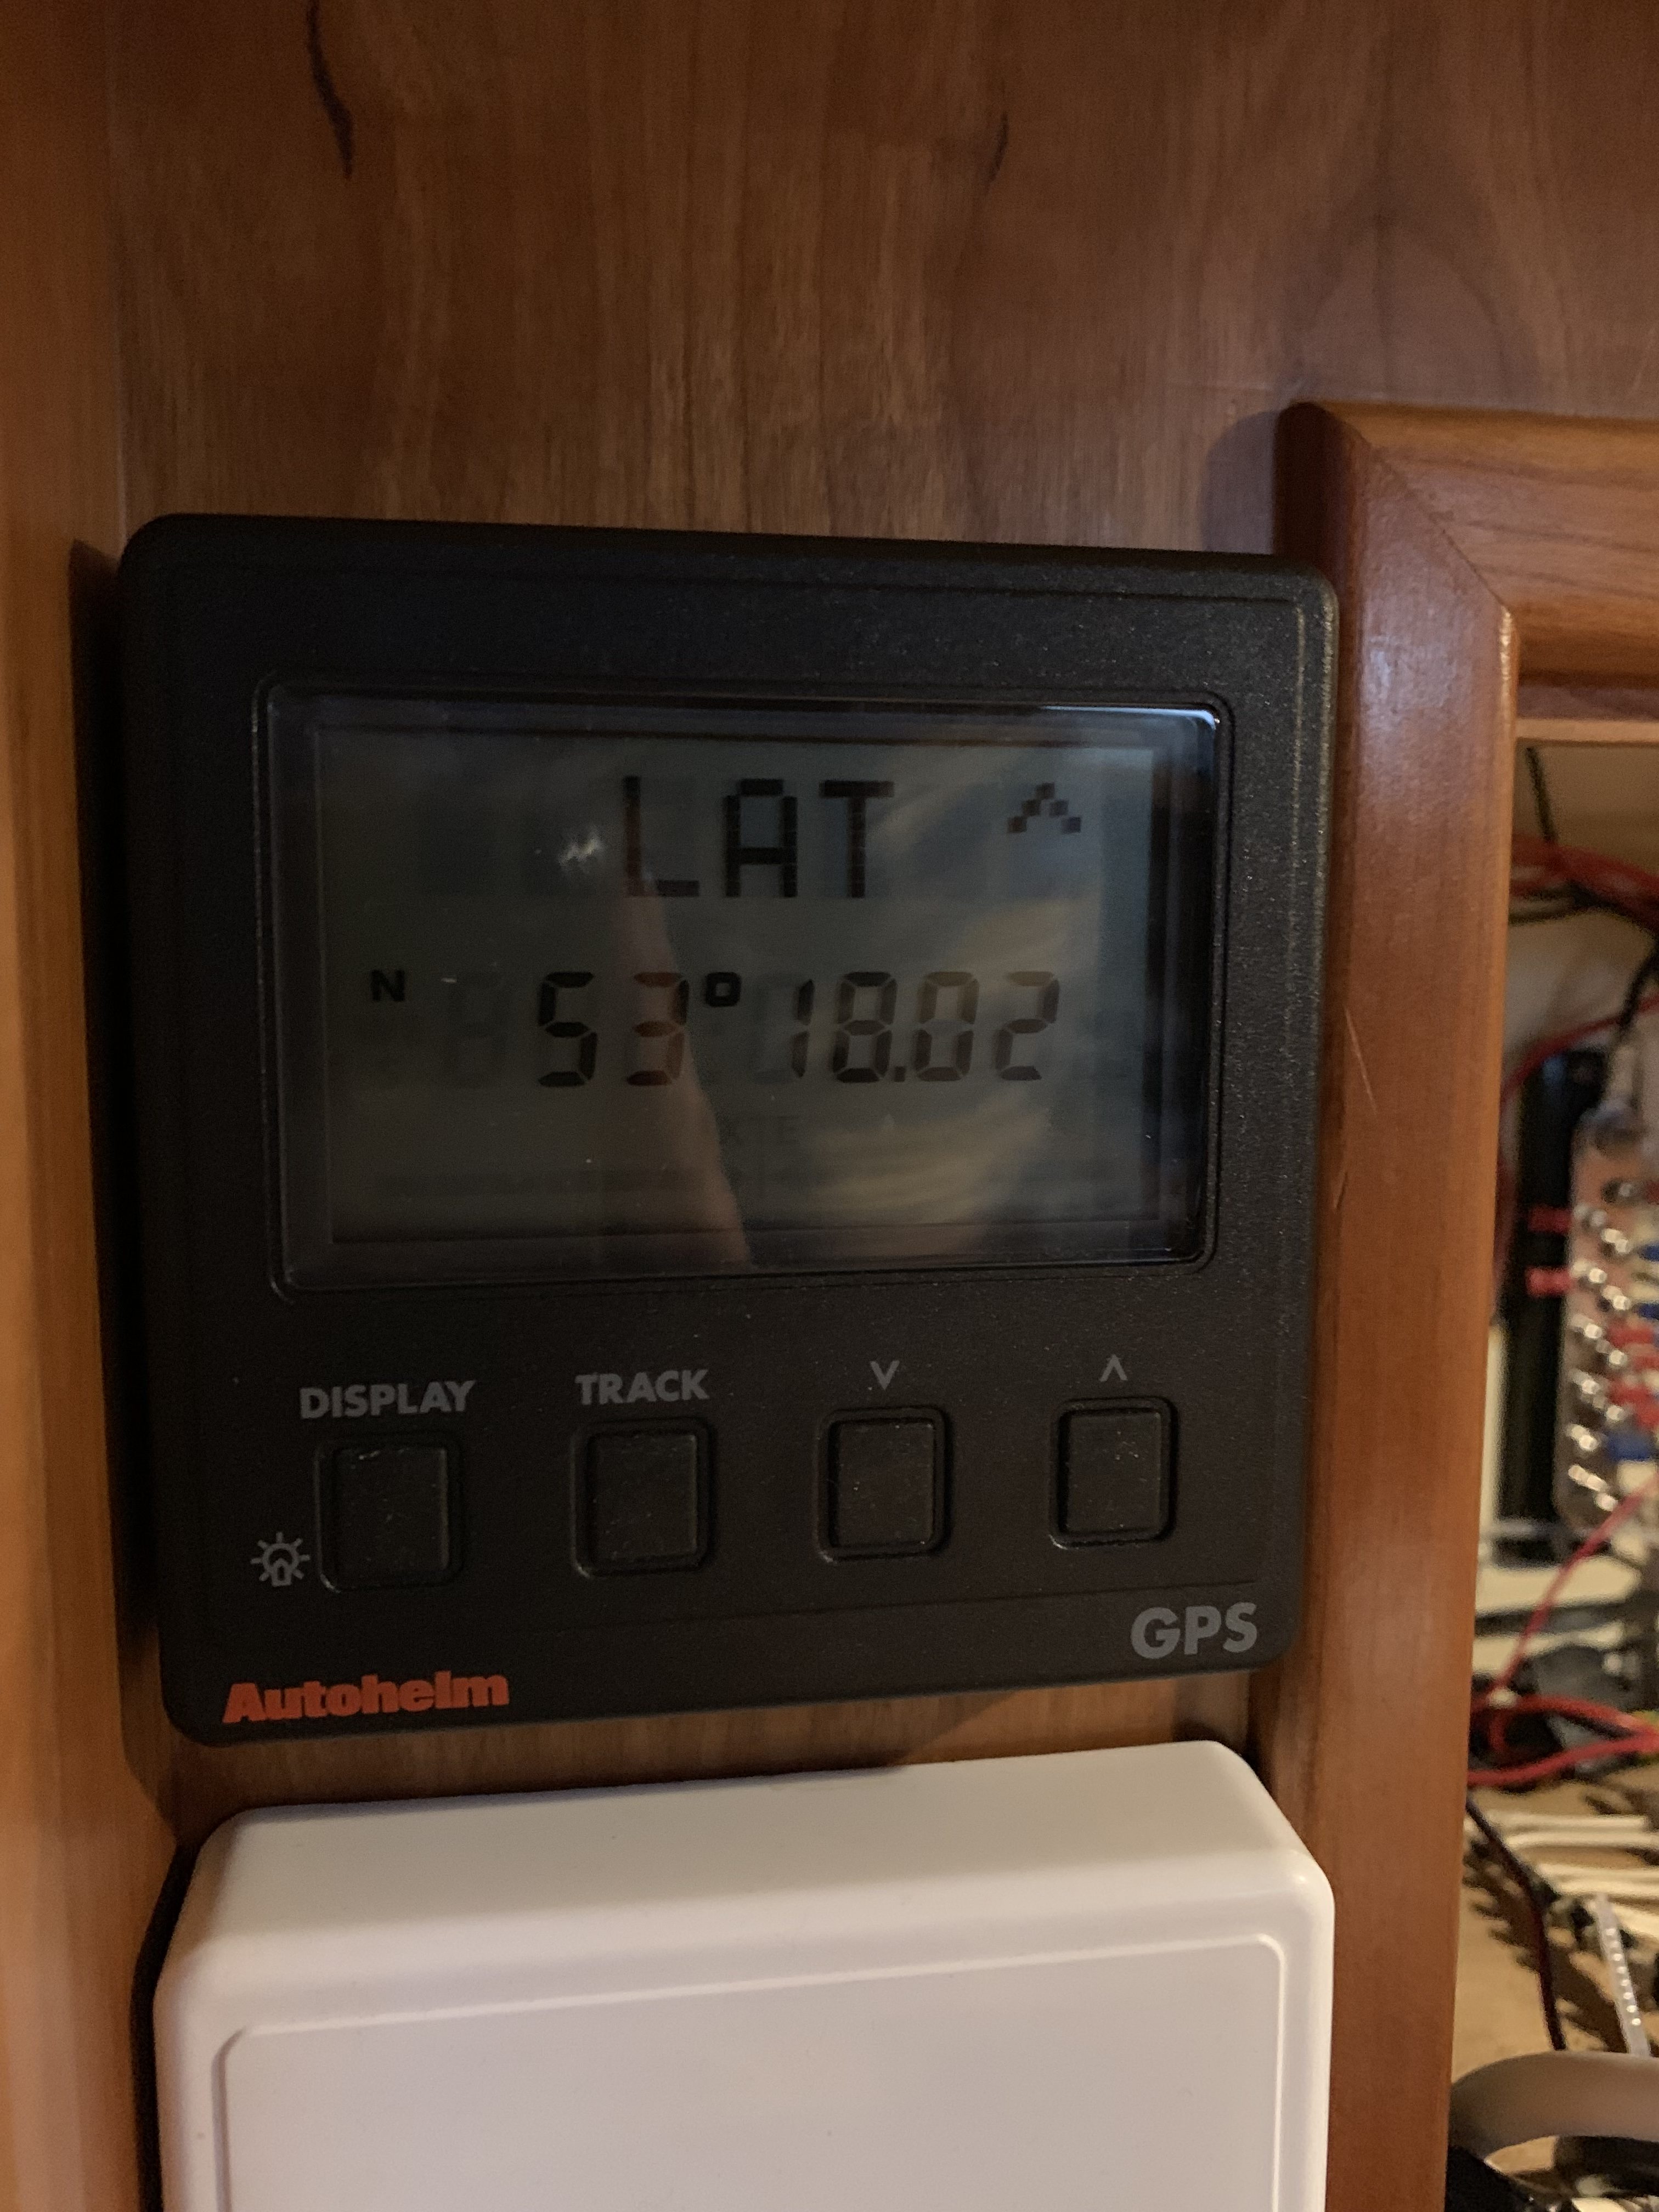 LAT ^
N 53°18.02
DISPLAY TRACK V Λ
GPS
Autohelm